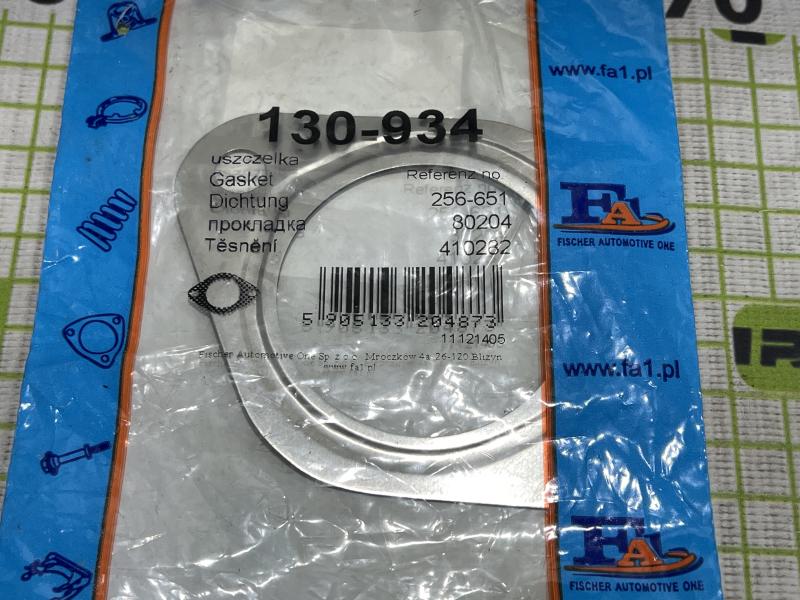 www.fa1.pl
130-934
uszczelka
Gasket
Dichtung
прокладка
Těsnění
Referenz no.
256-651
80204
410232
FA1
FISCHER AUTOMOTIVE ONE
5 905133 204873
11121405
Fischer Automotive One Sp. z o.o. Mroczków 4a 26-120 Bliżyn
www.fa1.pl
www.fa1.pl
FA1
FISCHER AUTOMOTIVE ONE